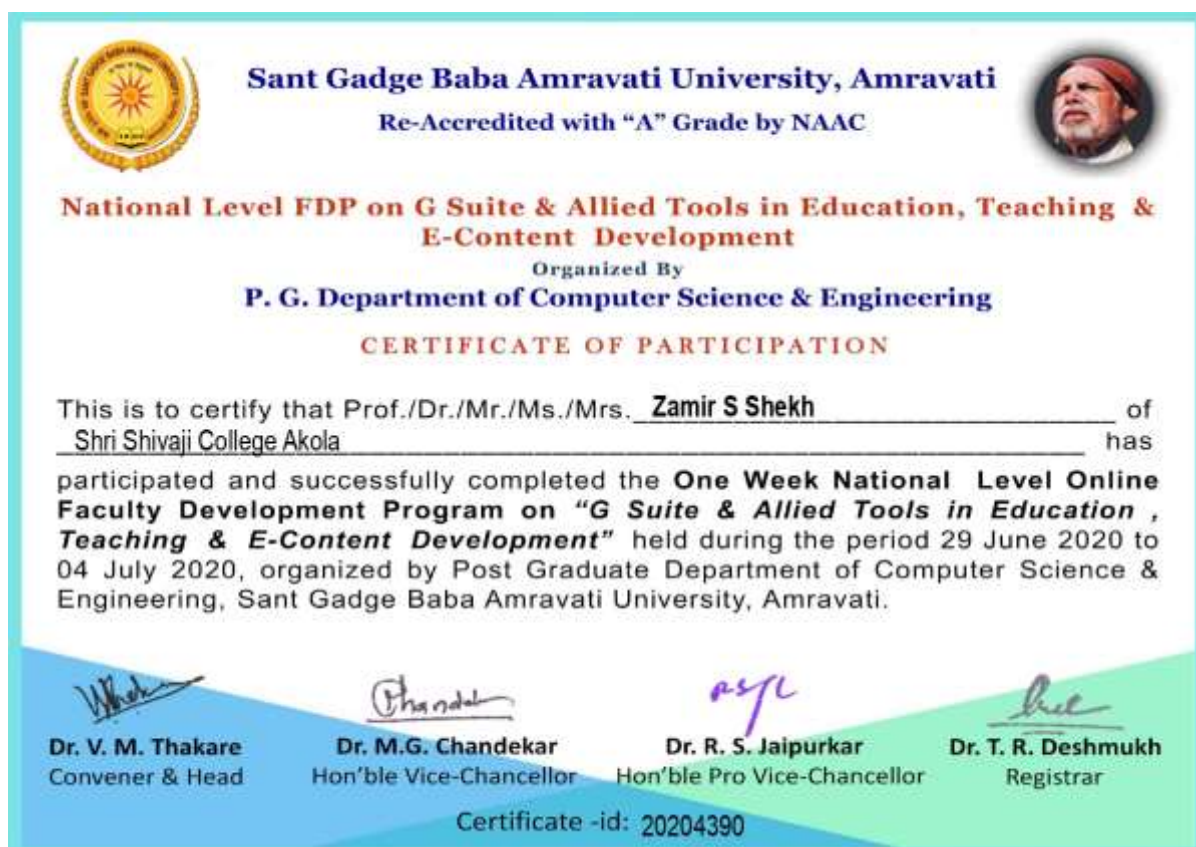 Sant Gadge Baba Amravati University, Amravati
Re-Accredited with “A” Grade by NAAC
National Level FDP on G Suite & Allied Tools in Education, Teaching &
E-Content Development
Organized By
P. G. Department of Computer Science & Engineering
CERTIFICATE OF PARTICIPATION
This is to certify that Prof./Dr./Mr./Ms./Mrs. Zamir S Shekh of
Shri Shivaji College Akola has
participated and successfully completed the One Week National Level Online
Faculty Development Program on “G Suite & Allied Tools in Education ,
Teaching & E-Content Development” held during the period 29 June 2020 to
04 July 2020, organized by Post Graduate Department of Computer Science &
Engineering, Sant Gadge Baba Amravati University, Amravati.
Dr. V. M. Thakare Dr. M.G. Chandekar Dr. R. S. Jaipurkar Dr. T. R. Deshmukh
Convener & Head Hon’ble Vice-Chancellor Hon’ble Pro Vice-Chancellor Registrar
Certificate -id: 20204390